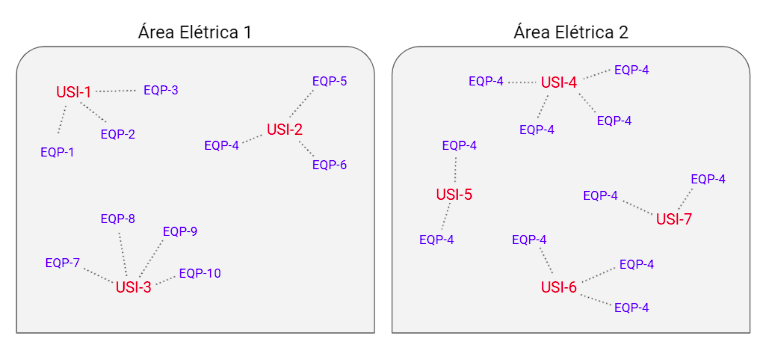 Área Elétrica 1
USI-1
EQP-3
EQP-2
EQP-1
EQP-5
USI-2
EQP-4
EQP-6
EQP-8
EQP-9
EQP-7
EQP-10
USI-3
Área Elétrica 2
EQP-4
USI-4
EQP-4
EQP-4
EQP-4
EQP-4
USI-5
EQP-4
EQP-4
EQP-4
USI-7
EQP-4
EQP-4
USI-6
EQP-4